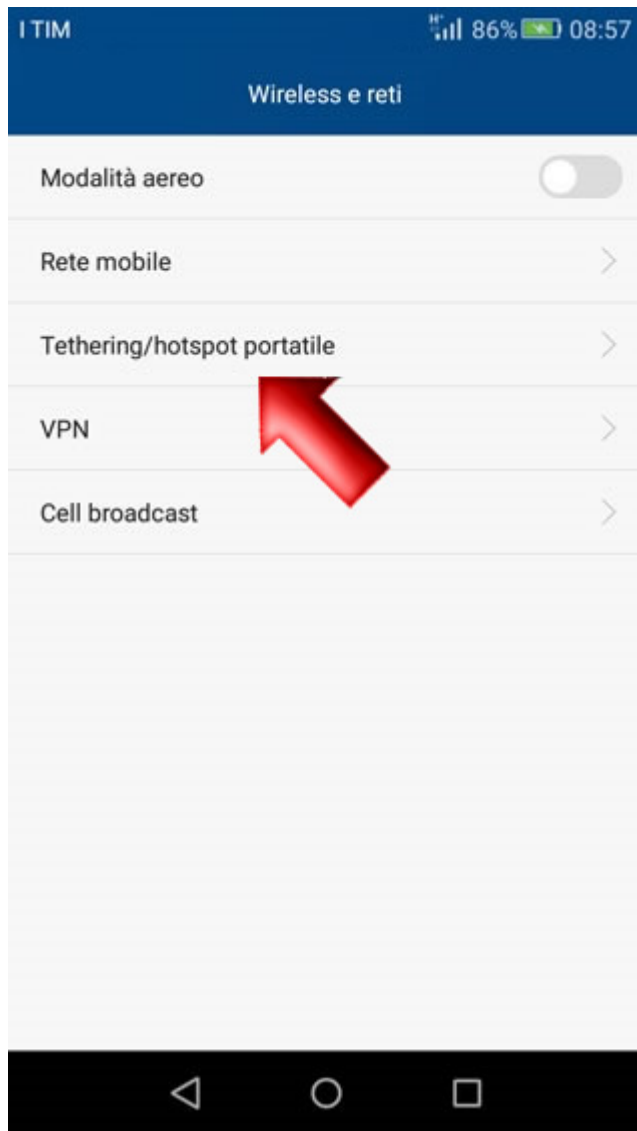 I TIM 86% 08:57
Wireless e reti
Modalità aereo
Rete mobile
Tethering/hotspot portatile
VPN
Cell broadcast